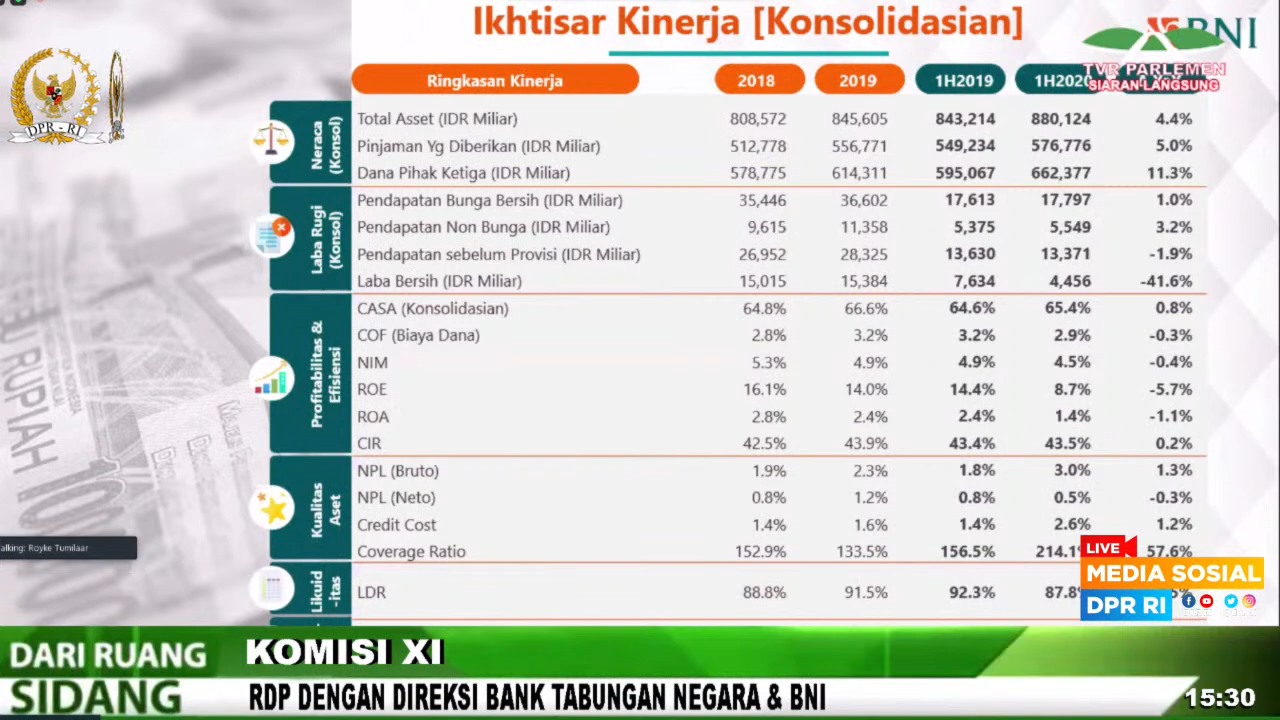 Ikhtisar Kinerja [Konsolidasian]
BNI
TVR PARLEMEN
SIARAN LANGSUNG
DPR - RI
Ringkasan Kinerja 2018 2019 1H2019 1H2020
Neraca (Konsol)
Total Asset (IDR Miliar) 808,572 845,605 843,214 880,124 4.4%
Pinjaman Yg Diberikan (IDR Miliar) 512,778 556,771 549,234 576,776 5.0%
Dana Pihak Ketiga (IDR Miliar) 578,775 614,311 595,067 662,377 11.3%
Laba Rugi (Konsol)
Pendapatan Bunga Bersih (IDR Miliar) 35,446 36,602 17,613 17,797 1.0%
Pendapatan Non Bunga (IDR Miliar) 9,615 11,358 5,375 5,549 3.2%
Pendapatan sebelum Provisi (IDR Miliar) 26,952 28,325 13,630 13,371 -1.9%
Laba Bersih (IDR Miliar) 15,015 15,384 7,634 4,456 -41.6%
Profitabilitas & Efisiensi
CASA (Konsolidasian) 64.8% 66.6% 64.6% 65.4% 0.8%
COF (Biaya Dana) 2.8% 3.2% 3.2% 2.9% -0.3%
NIM 5.3% 4.9% 4.9% 4.5% -0.4%
ROE 16.1% 14.0% 14.4% 8.7% -5.7%
ROA 2.8% 2.4% 2.4% 1.4% -1.1%
CIR 42.5% 43.9% 43.4% 43.5% 0.2%
Kualitas Aset
NPL (Bruto) 1.9% 2.3% 1.8% 3.0% 1.3%
NPL (Neto) 0.8% 1.2% 0.8% 0.5% -0.3%
Credit Cost 1.4% 1.6% 1.4% 2.6% 1.2%
Coverage Ratio 152.9% 133.5% 156.5% 214.1% 57.6%
Likuid -itas
LDR 88.8% 91.5% 92.3% 87.8%
alking: Royke Tumilaar
LIVE
MEDIA SOSIAL
DPR RI
DARI RUANG
SIDANG
KOMISI XI
RDP DENGAN DIREKSI BANK TABUNGAN NEGARA & BNI
15:30